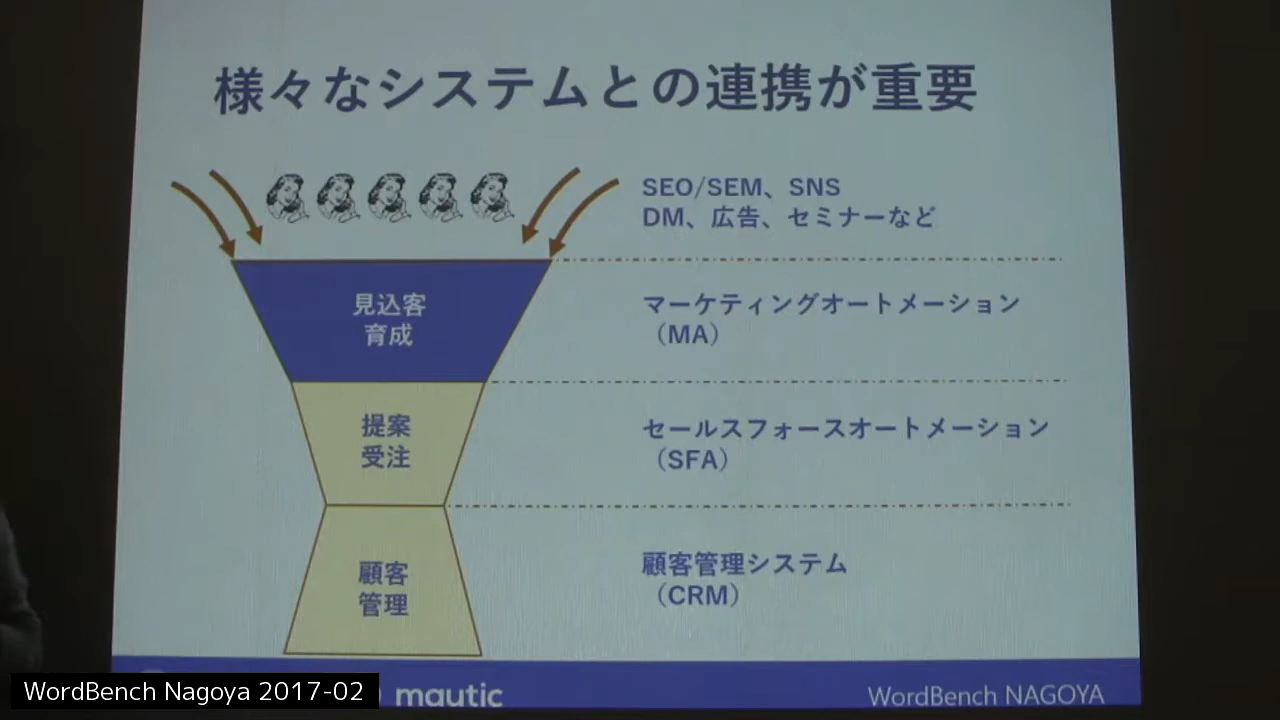 様々なシステムとの連携が重要
SEO/SEM、SNS
DM、広告、セミナーなど
見込客
育成
マーケティングオートメーション
（MA）
提案
受注
セールスフォースオートメーション
（SFA）
顧客
管理
顧客管理システム
（CRM）
WordBench Nagoya 2017-02
mautic
WordBench NAGOYA